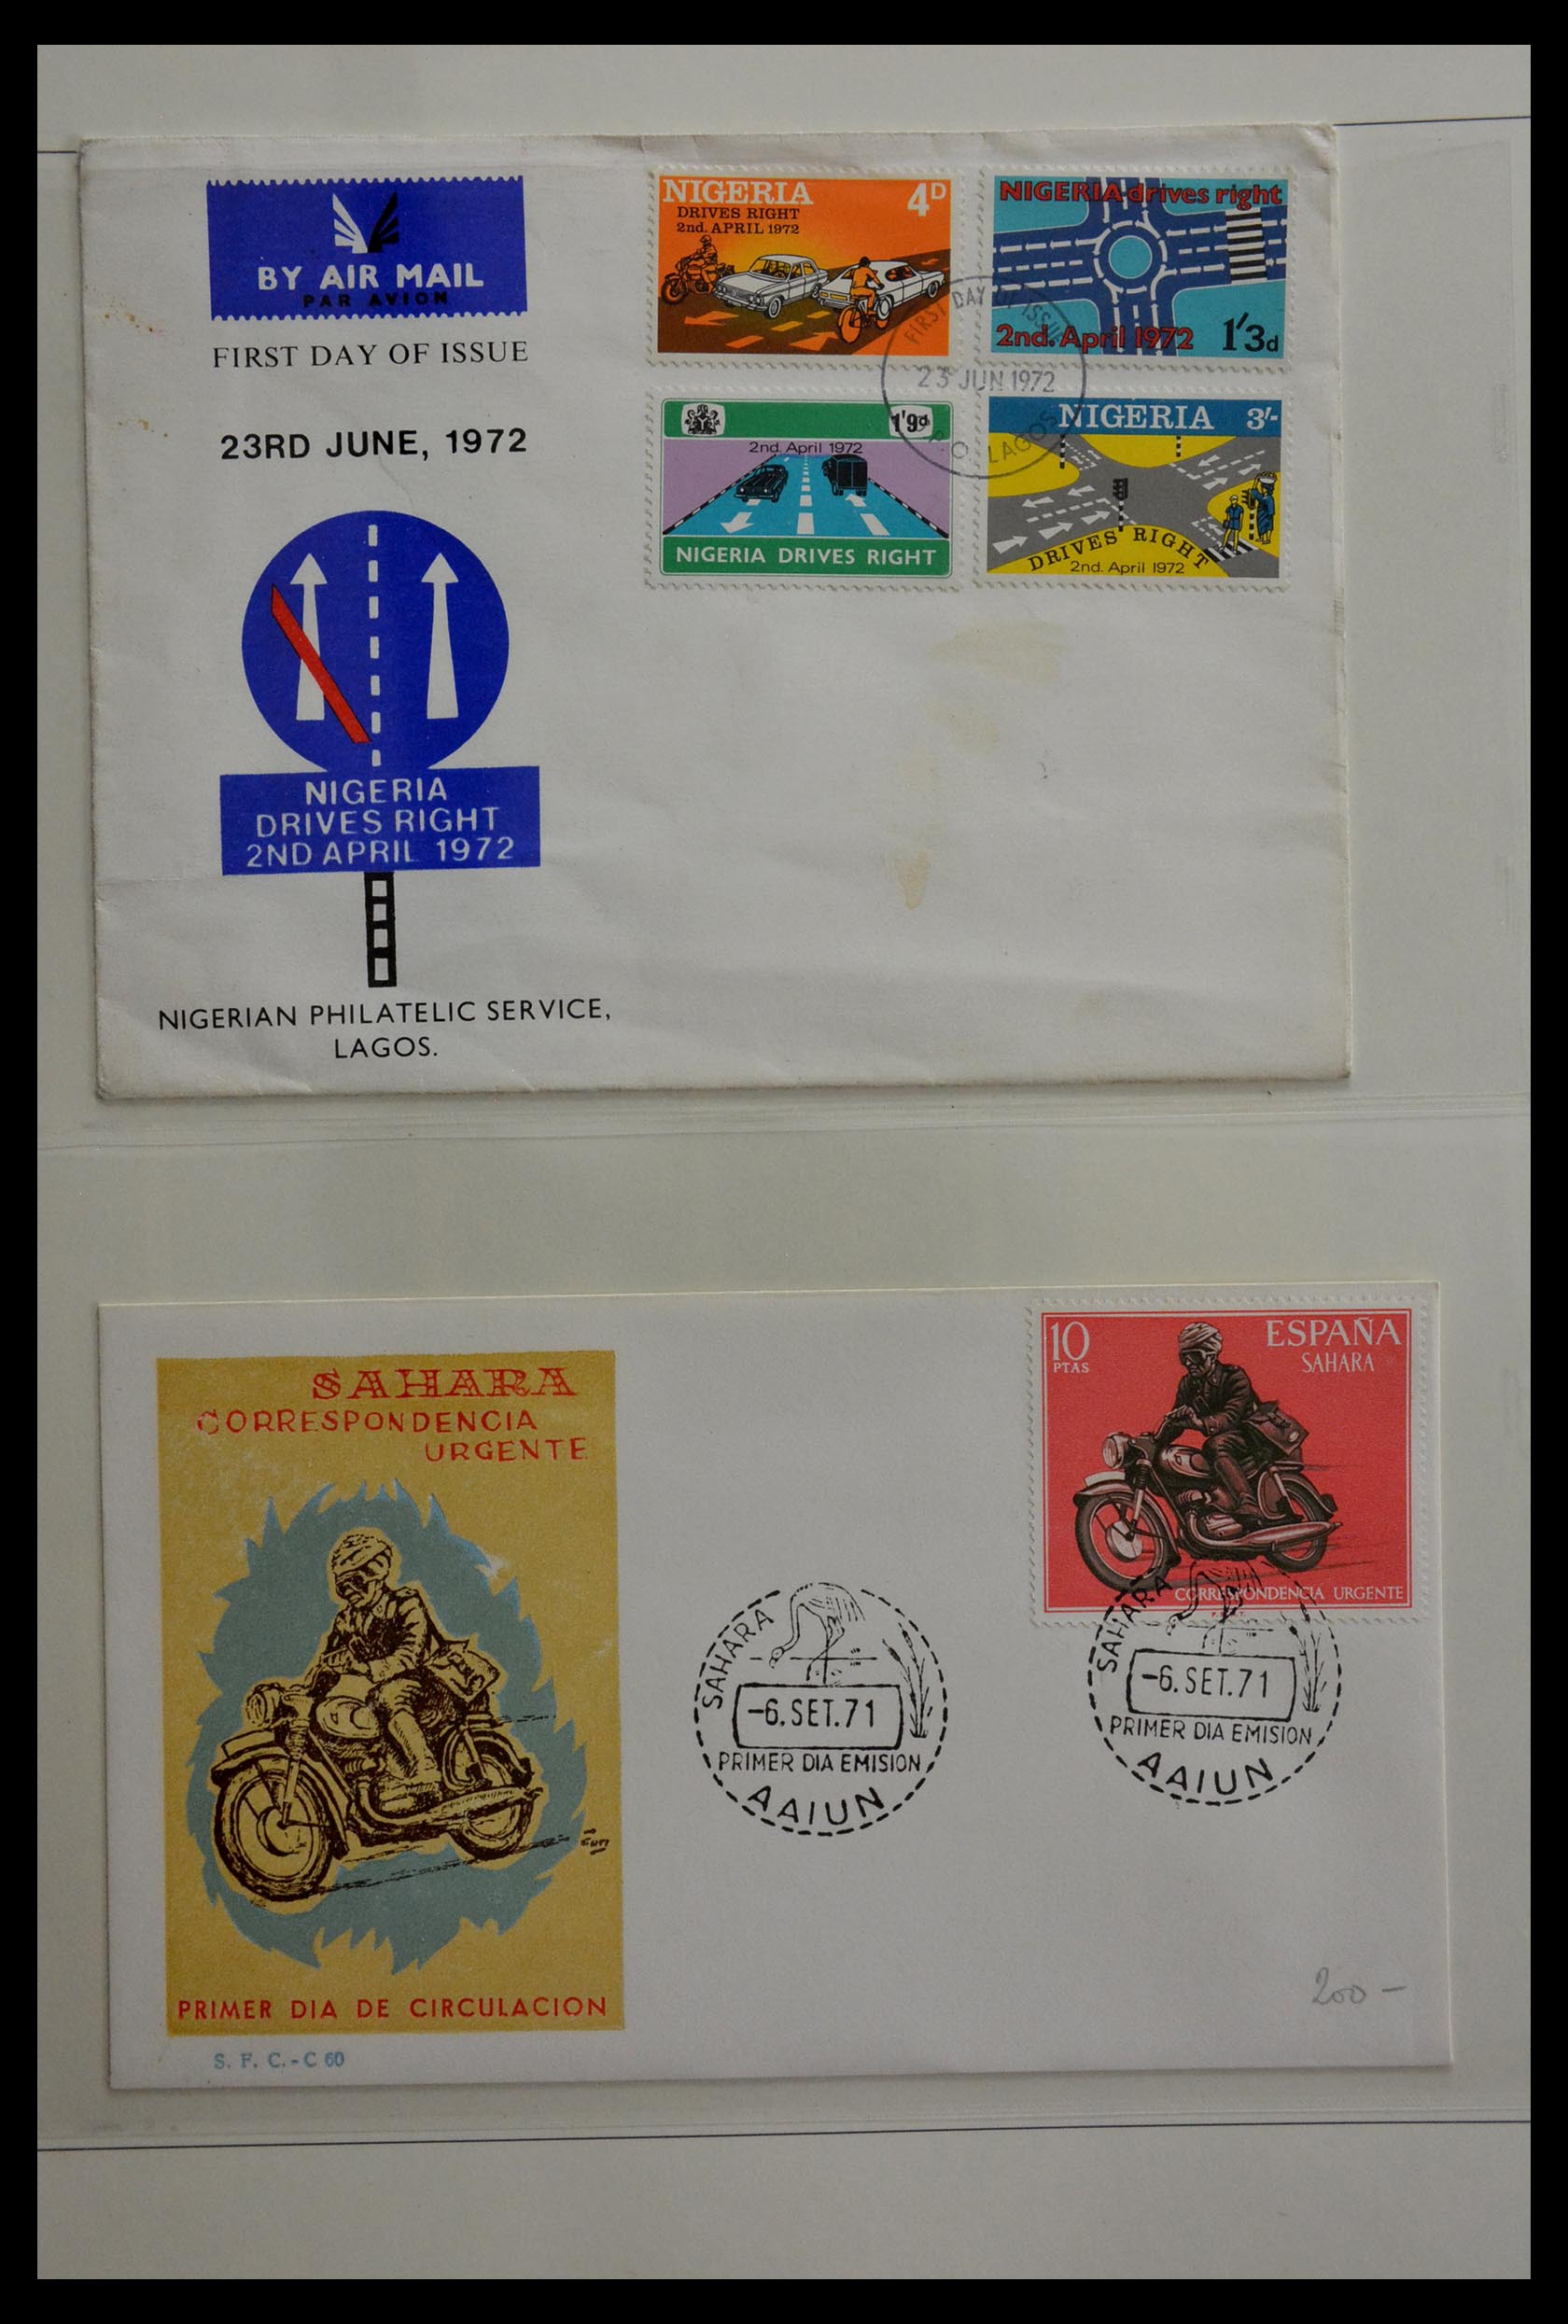 BY AIR MAIL
PAR AVION
FIRST DAY OF ISSUE
23RD JUNE, 1972
NIGERIA
DRIVES RIGHT
2ND APRIL 1972
NIGERIAN PHILATELIC SERVICE,
LAGOS.
NIGERIA 4D
DRIVES RIGHT
2nd. APRIL 1972
NIGERIA drives right
2nd. April 1972 1'3d
1'9d
2nd. April 1972
NIGERIA DRIVES RIGHT
NIGERIA 3/-
DRIVES RIGHT
2nd. April 1972
FIRST DAY OF ISSUE
23 JUN 1972
P.O. LAGOS
SAHARA
CORRESPONDENCIA
URGENTE
PRIMER DIA DE CIRCULACION
S. F. C. - C 60
SAHARA
-6. SET. 71
PRIMER DIA EMISION
AAIUN
10 ESPAÑA
PTAS SAHARA
CORRESPONDENCIA URGENTE
SAHARA
-6. SET. 71
PRIMER DIA EMISION
AAIUN
200 -